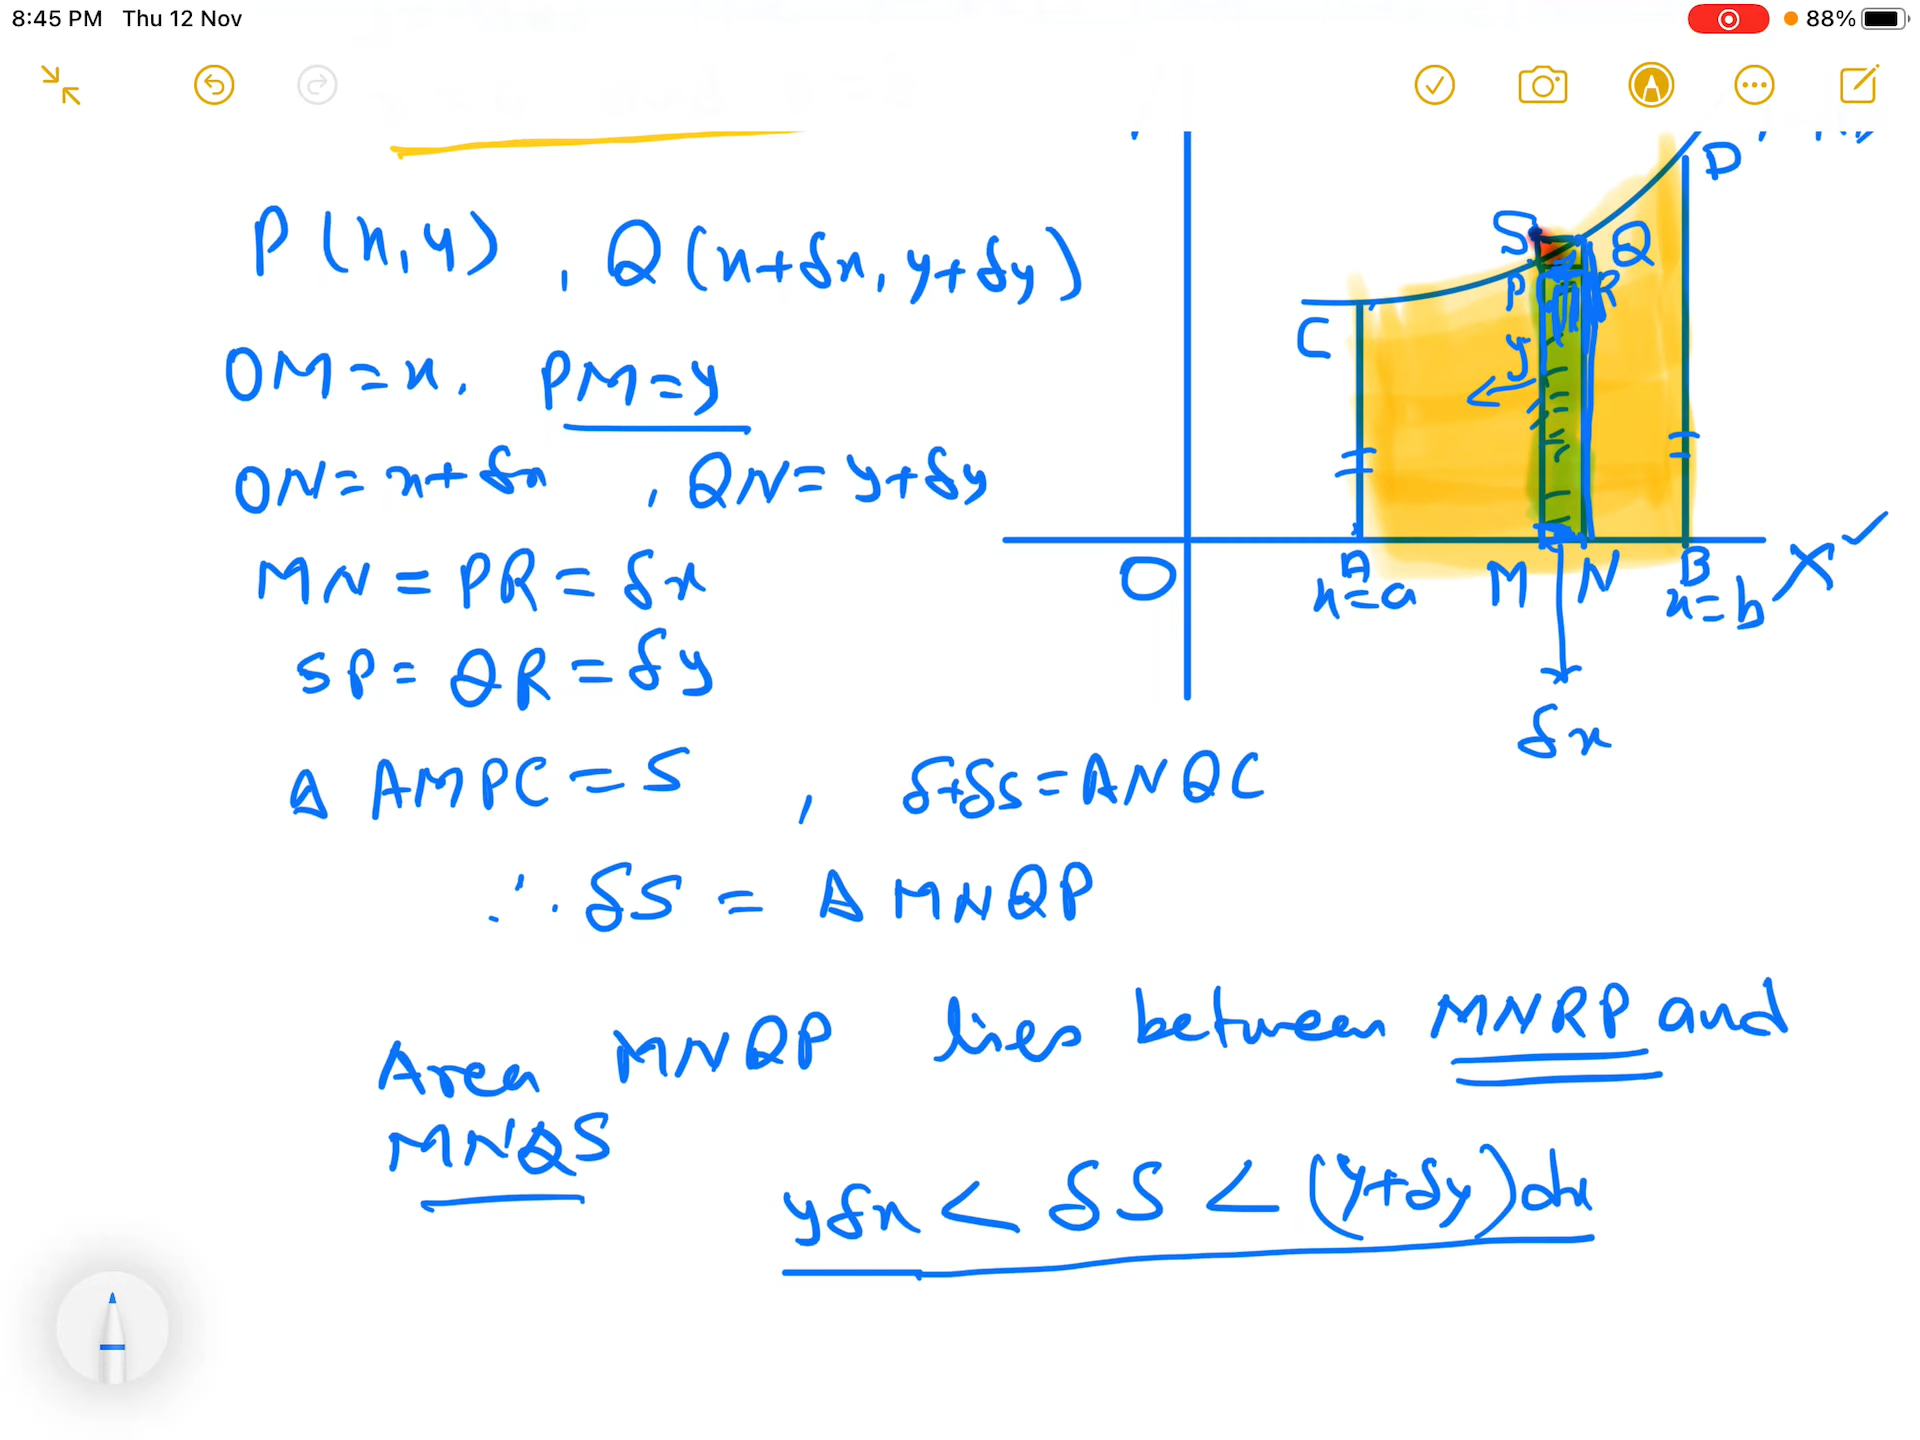 8:45 PM Thu 12 Nov
88%
P(x,y), Q(x+δx, y+δy)
OM=x. PM=y
ON=x+δx, QN=y+δy
MN=PR=δx
SP=QR=δy
A AMPC=S, S+δS=ANQC
∴ δS = A MNQP
Area MNQP lies between MNRP and
MNQS
yδx < δS < (y+δy)dx
D
S Q
P R
C
y
O A M N B X
x=a x=b
δx